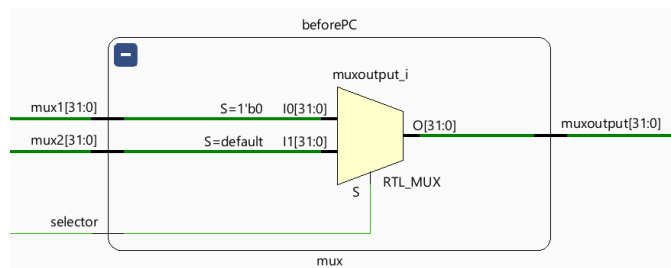 beforePC
muxoutput_i
mux1[31:0] S=1'b0 I0[31:0]
O[31:0] muxoutput[31:0]
mux2[31:0] S=default I1[31:0]
S RTL_MUX
selector
mux